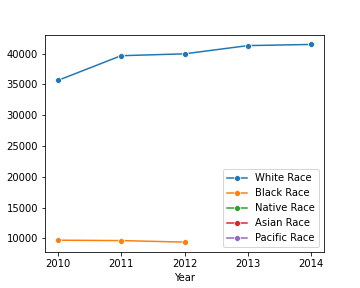 40000
35000
30000
25000
20000
15000
10000
2010 2011 2012 2013 2014
Year
White Race
Black Race
Native Race
Asian Race
Pacific Race